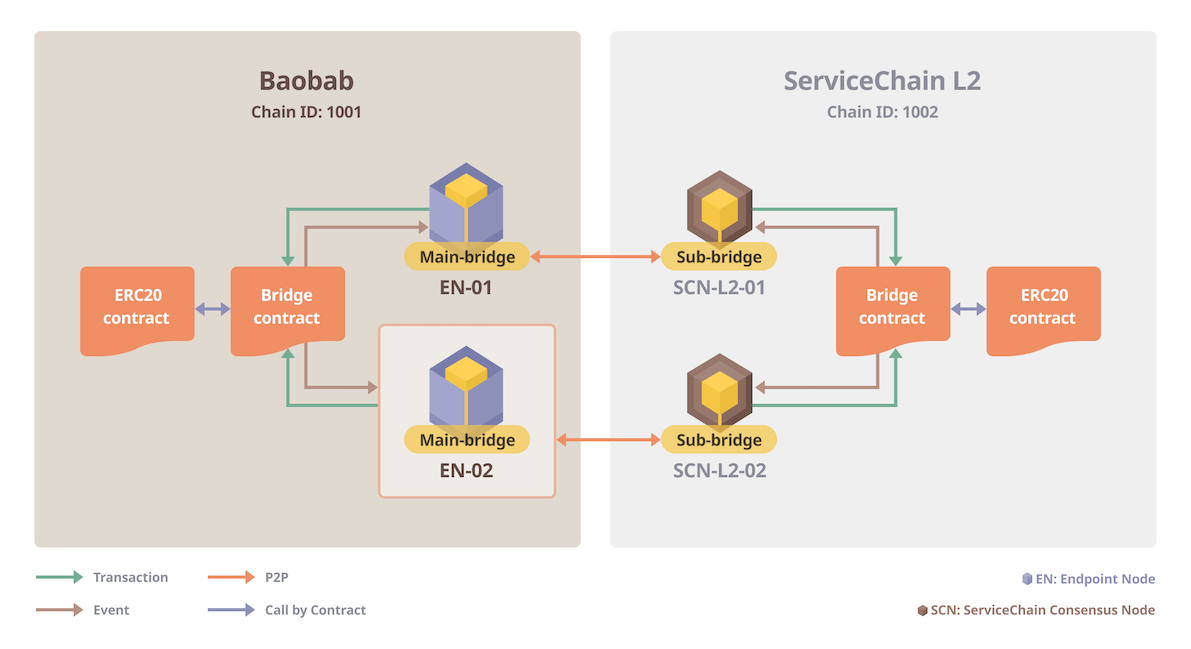 Baobab
Chain ID: 1001
ServiceChain L2
Chain ID: 1002
Main-bridge
EN-01
Sub-bridge
SCN-L2-01
ERC20
contract
Bridge
contract
Bridge
contract
ERC20
contract
Main-bridge
EN-02
Sub-bridge
SCN-L2-02
Transaction
P2P
Event
Call by Contract
EN: Endpoint Node
SCN: ServiceChain Consensus Node